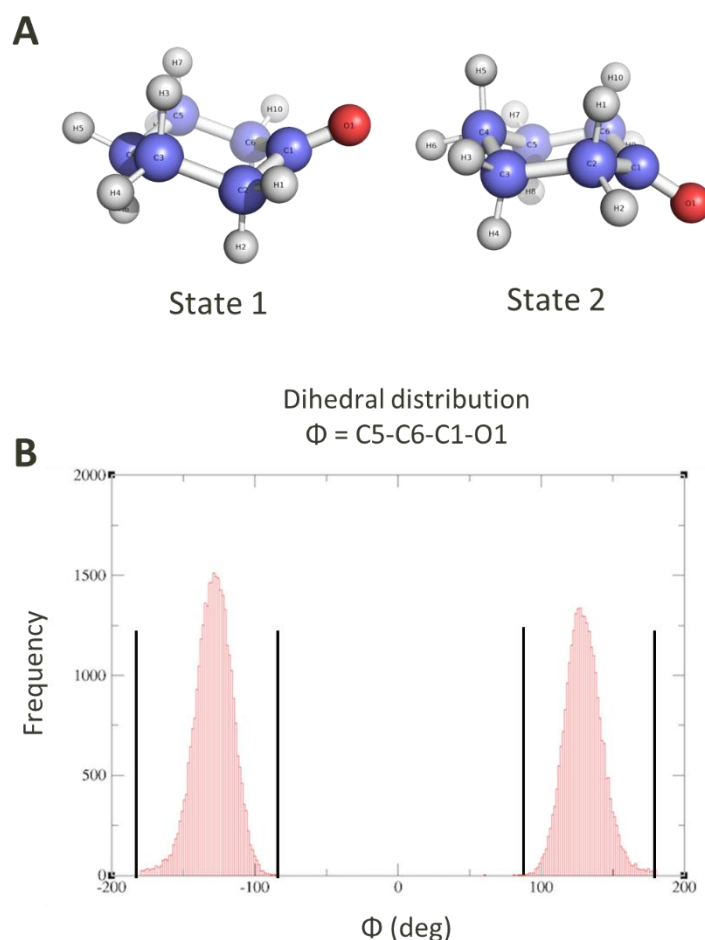 A
H7
H3
H10
H5
C5
O1
C6
C1
C3
H1
C2
H4
H2
State 1
H5
H10
H1
H7
C4
C6
H6
C5
H3
C2
C1
C3
H8
H2
O1
H4
State 2
Dihedral distribution
Φ = C5-C6-C1-O1
B
2000
1500
1000
500
0
Frequency
-200
-100
0
100
200
Φ (deg)